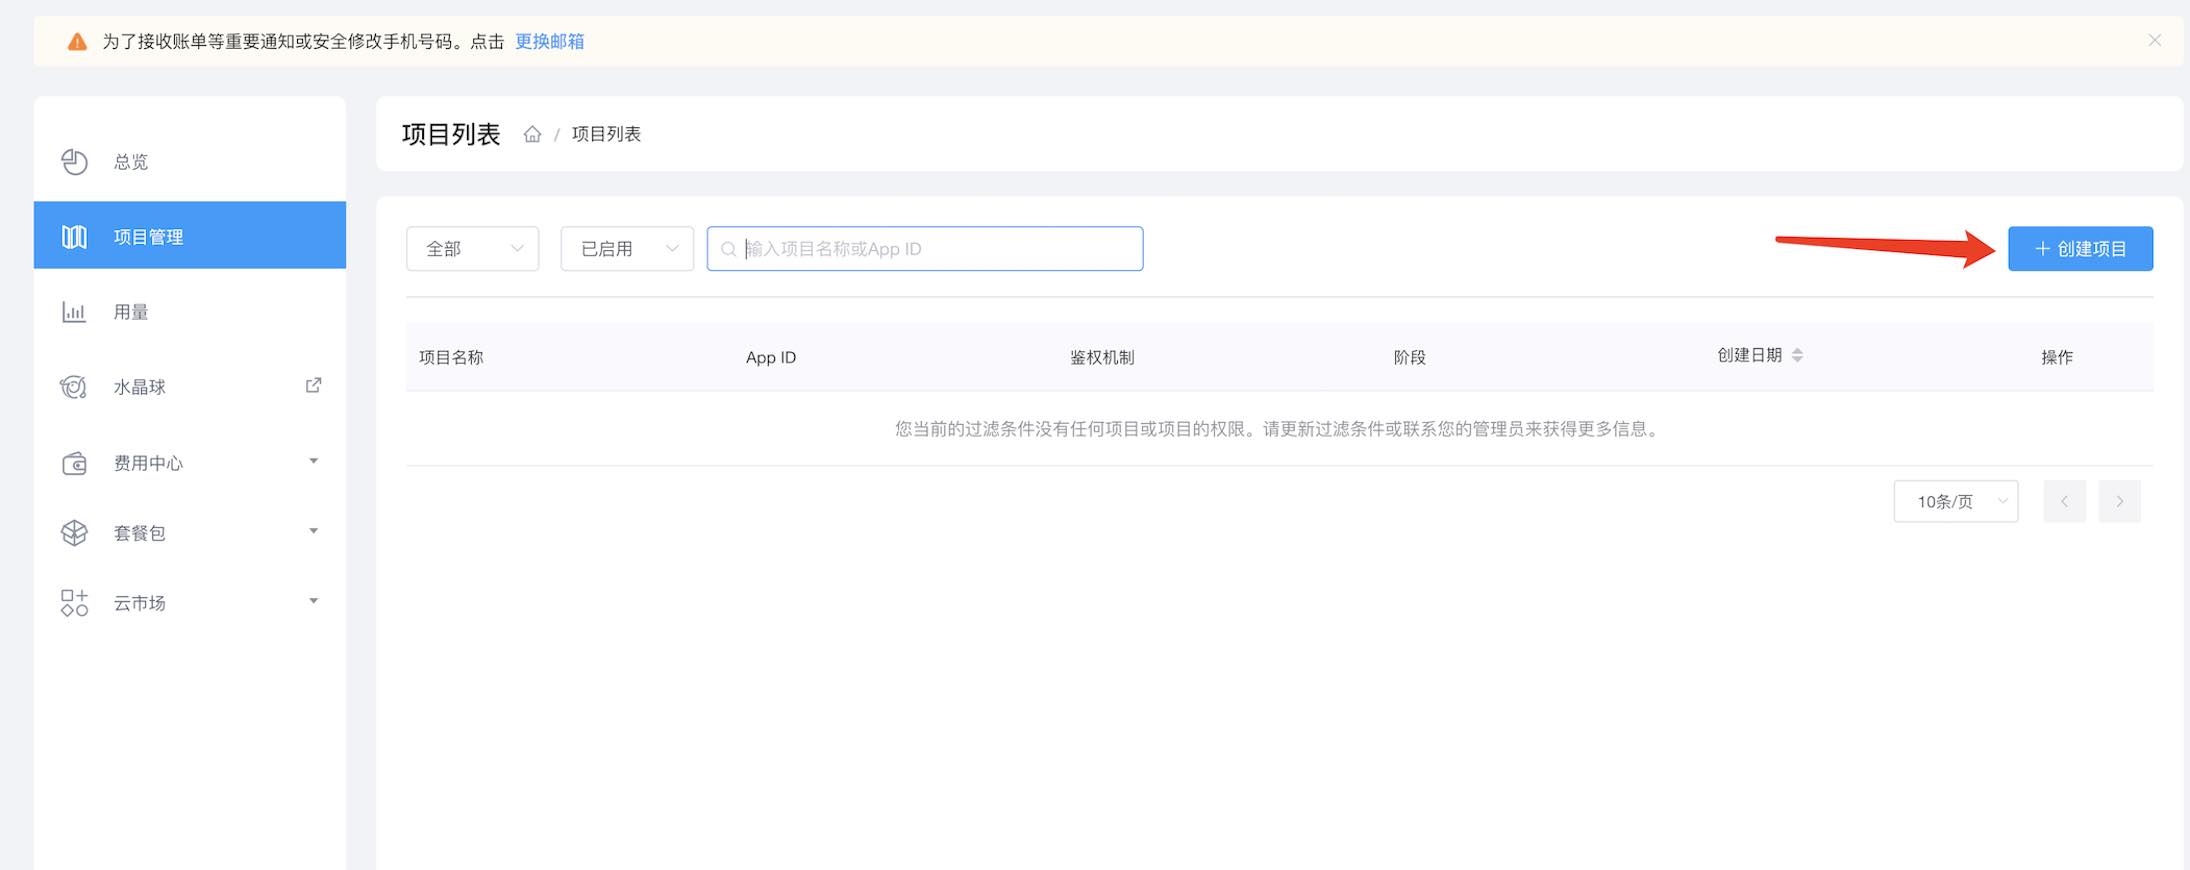 为了接收账单等重要通知或安全修改手机号码。点击 更换邮箱
总览
项目管理
用量
水晶球
费用中心
套餐包
云市场
项目列表 / 项目列表
全部 已启用 输入项目名称或App ID + 创建项目
项目名称 App ID 鉴权机制 阶段 创建日期 操作
您当前的过滤条件没有任何项目或项目的权限。请更新过滤条件或联系您的管理员来获得更多信息。
10条/页